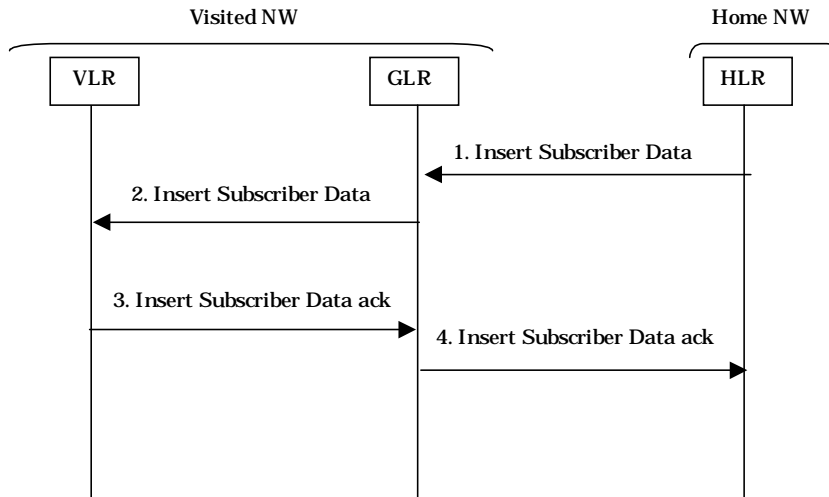 Visited NW
Home NW
VLR
GLR
HLR
1. Insert Subscriber Data
2. Insert Subscriber Data
3. Insert Subscriber Data ack
4. Insert Subscriber Data ack